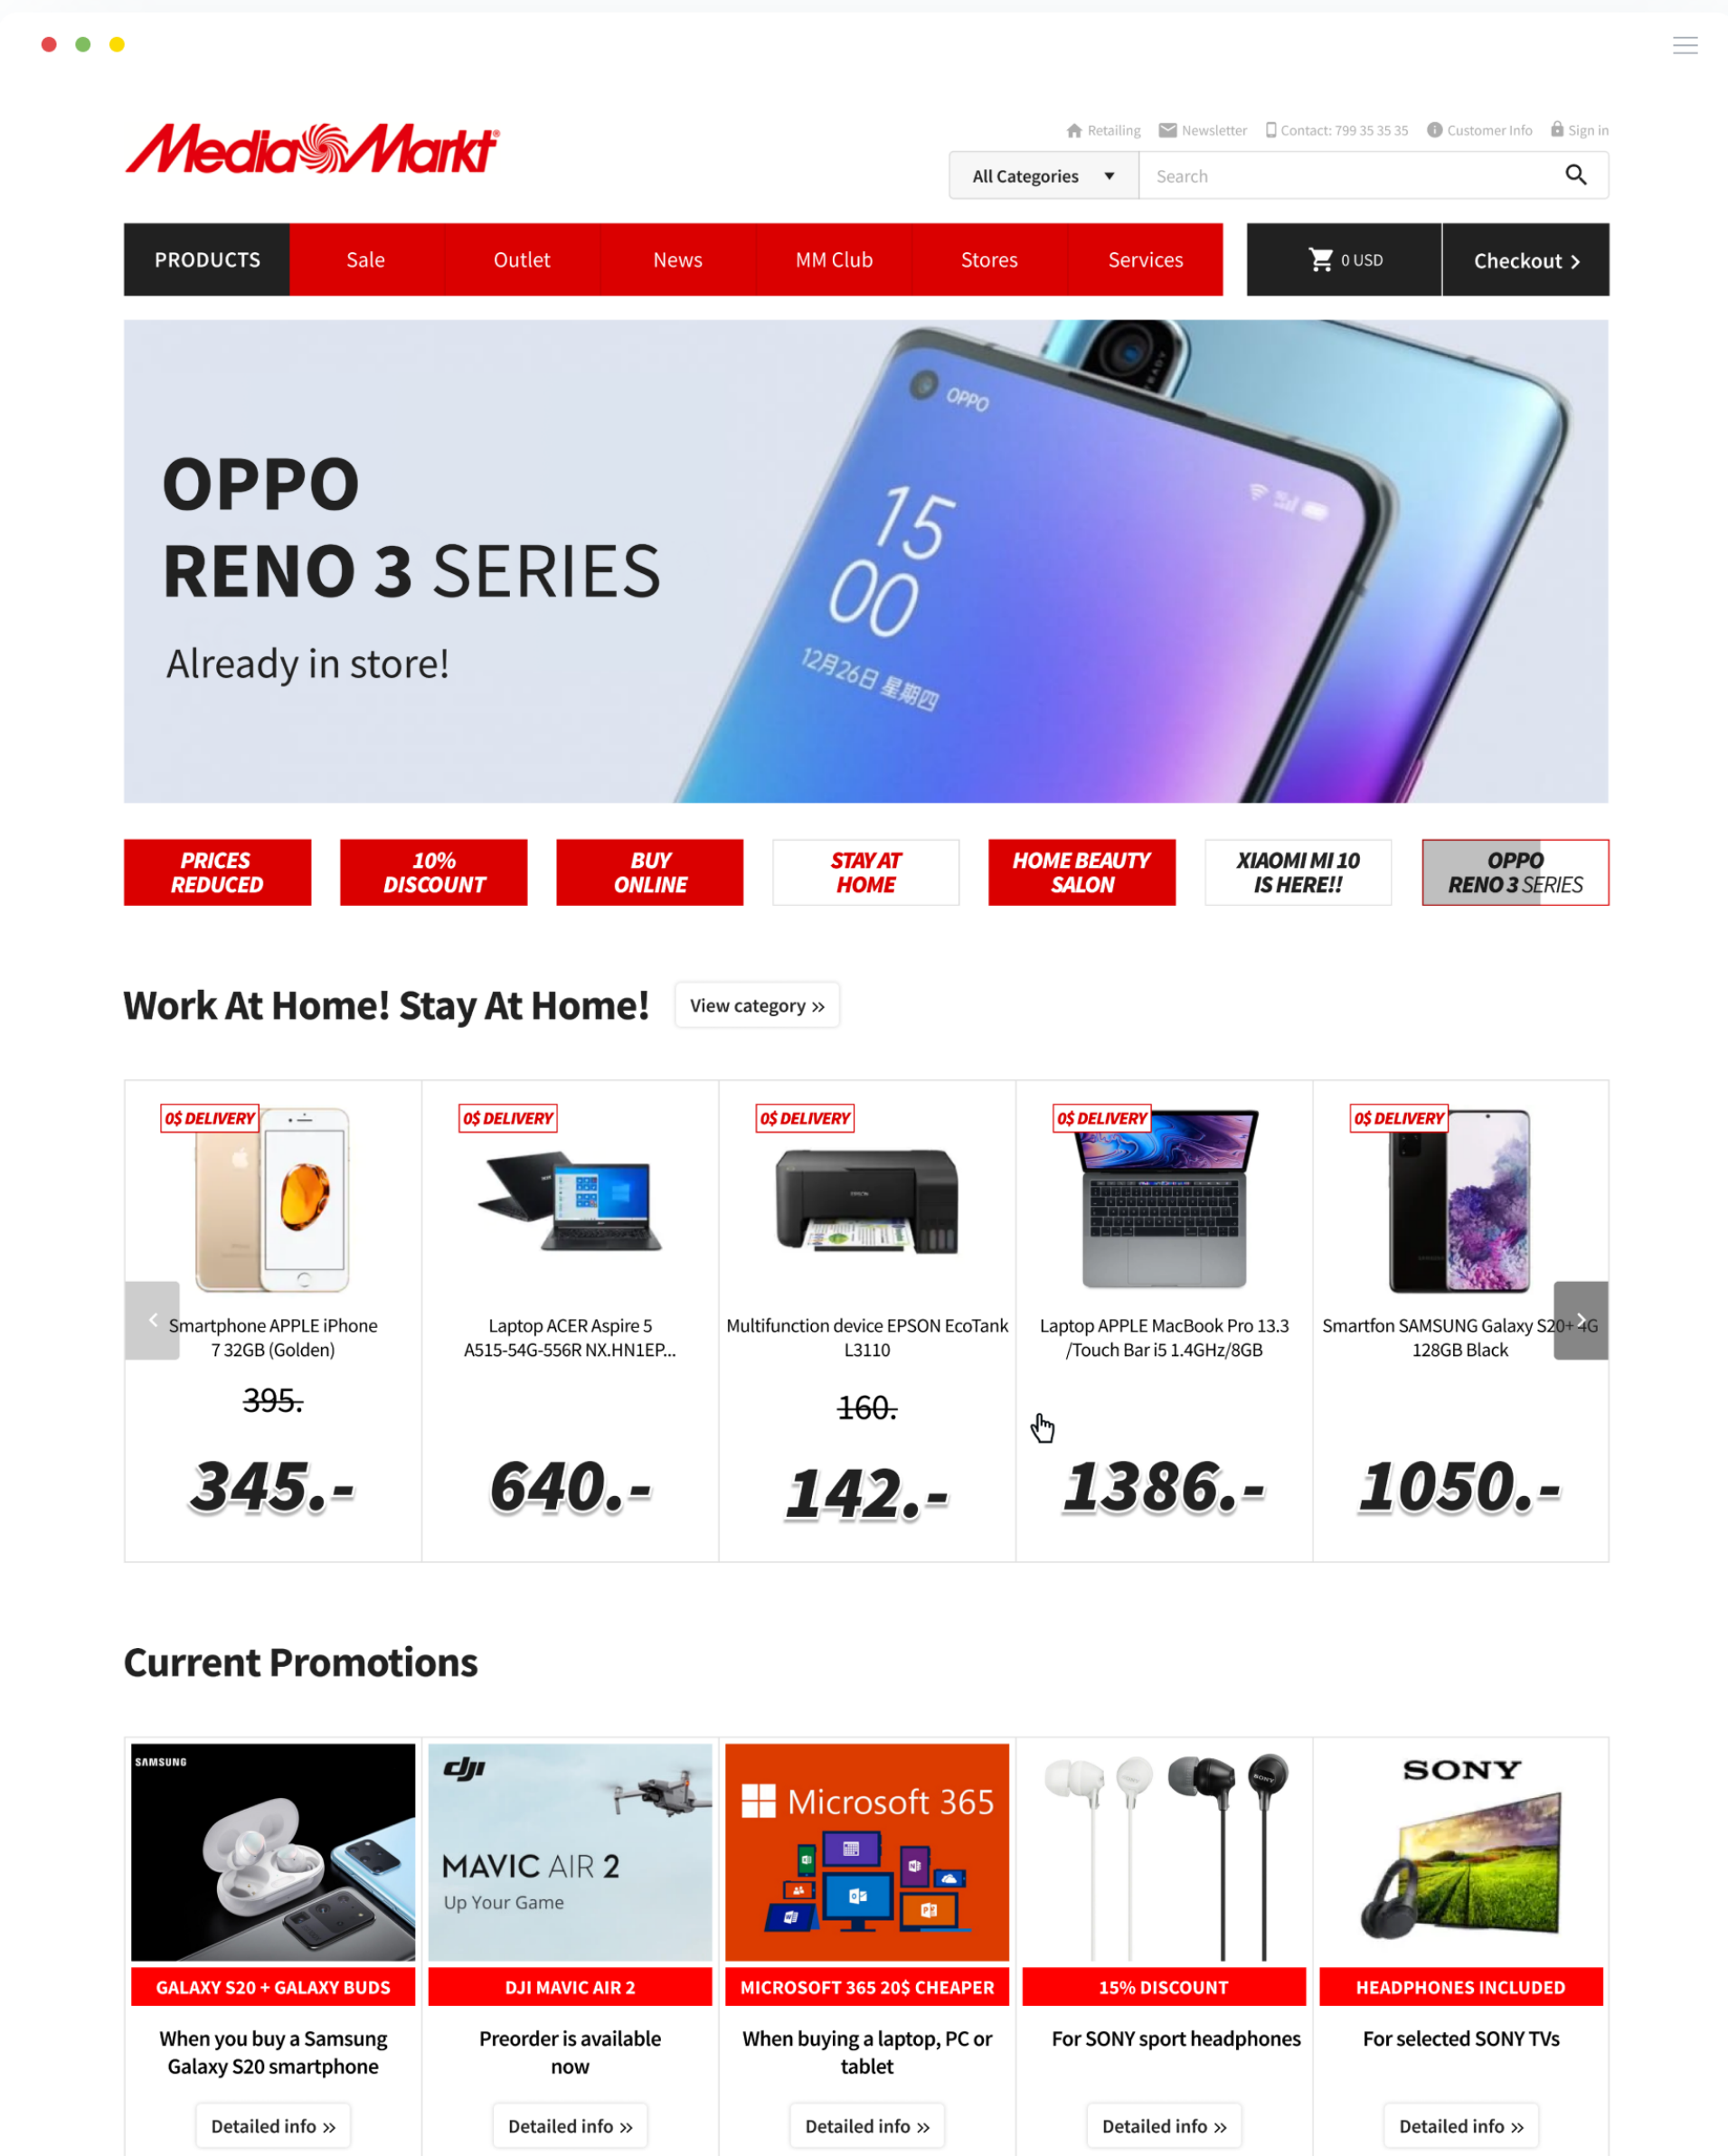 MediaMarkt
Retailing Newsletter Contact: 799 35 35 35 Customer Info Sign in
All Categories Search
PRODUCTS Sale Outlet News MM Club Stores Services 0 USD Checkout
OPPO
15
00
12月26日 星期四
OPPO
RENO 3 SERIES
Already in store!
PRICES
REDUCED
10%
DISCOUNT
BUY
ONLINE
STAY AT
HOME
HOME BEAUTY
SALON
XIAOMI MI 10
IS HERE!!
OPPO
RENO 3 SERIES
Work At Home! Stay At Home!
View category »
0$ DELIVERY
Smartphone APPLE iPhone
7 32GB (Golden)
395.
345.-
0$ DELIVERY
Laptop ACER Aspire 5
A515-54G-556R NX.HN1EP...
640.-
0$ DELIVERY
EPSON
Multifunction device EPSON EcoTank
L3110
160.
142.-
0$ DELIVERY
Laptop APPLE MacBook Pro 13.3
/Touch Bar i5 1.4GHz/8GB
1386.-
0$ DELIVERY
Smartfon SAMSUNG Galaxy S20+ 4G
128GB Black
1050.-
Current Promotions
SAMSUNG
GALAXY S20 + GALAXY BUDS
When you buy a Samsung
Galaxy S20 smartphone
Detailed info »
dji
MAVIC AIR 2
Up Your Game
DJI MAVIC AIR 2
Preorder is available
now
Detailed info »
Microsoft 365
MICROSOFT 365 20$ CHEAPER
When buying a laptop, PC or
tablet
Detailed info »
SONY
15% DISCOUNT
For SONY sport headphones
Detailed info »
SONY
HEADPHONES INCLUDED
For selected SONY TVs
Detailed info »